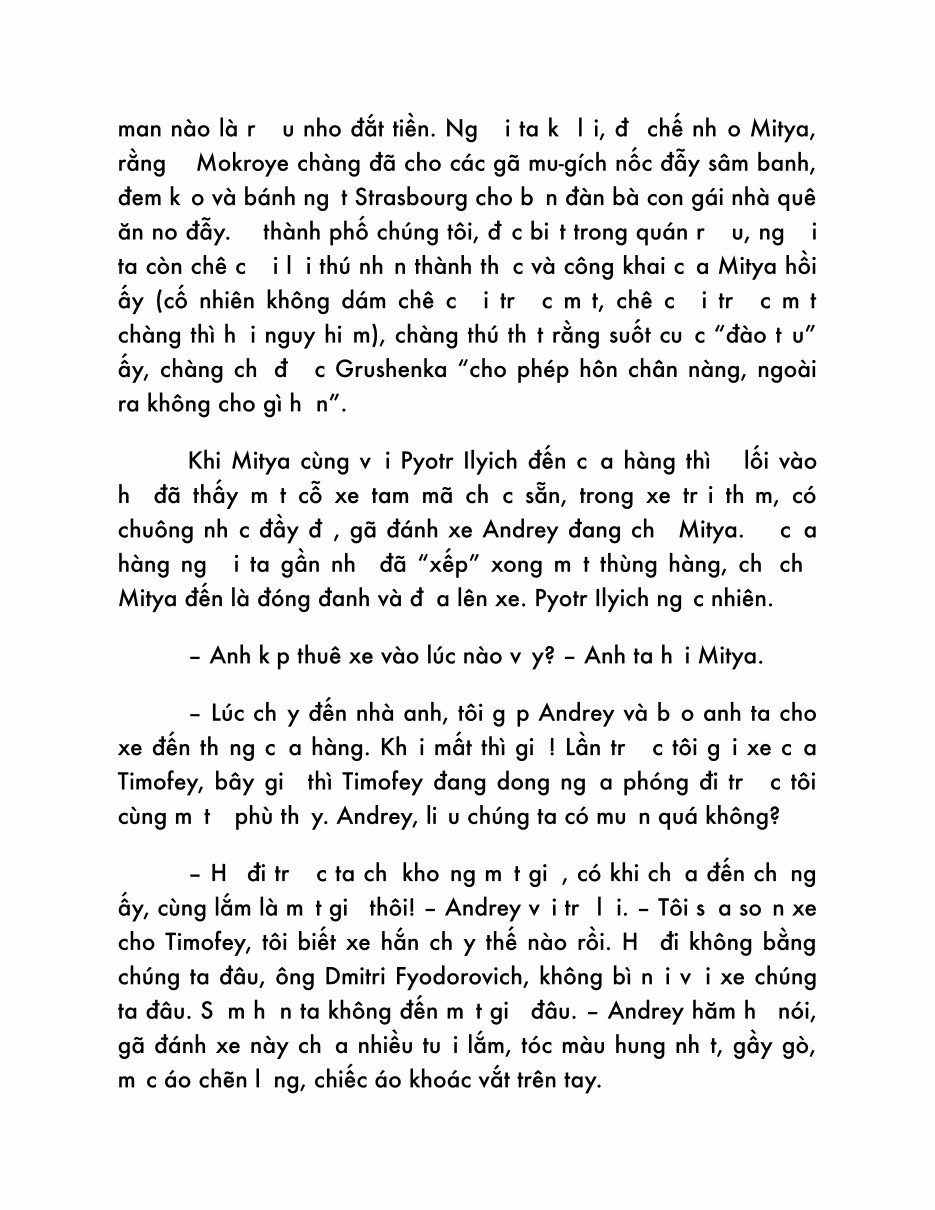 man nào là r u nho đắt tiền. Ng i ta k l i, đ chế nh o Mitya,
rằng Mokroye chàng đã cho các gã mu-gích nốc đẫy sâm banh,
đem k o và bánh ng t Strasbourg cho b n đàn bà con gái nhà quê
ăn no đẫy. thành phố chúng tôi, đ c bi t trong quán r u, ng i
ta còn chê c i l i thú nh n thành th c và công khai c a Mitya hồi
ấy (cố nhiên không dám chê c i tr c m t, chê c i tr c m t
chàng thì h i nguy hi m), chàng thú th t rằng suốt cu c “đào t u”
ấy, chàng ch đ c Grushenka “cho phép hôn chân nàng, ngoài
ra không cho gì h n”.
Khi Mitya cùng v i Pyotr Ilyich đến c a hàng thì lối vào
h đã thấy m t cỗ xe tam mã ch c sẵn, trong xe tr i th m, có
chuông nh c đầy đ , gã đánh xe Andrey đang ch Mitya. c a
hàng ng i ta gần nh đã “xếp” xong m t thùng hàng, ch ch
Mitya đến là đóng đanh và đ a lên xe. Pyotr Ilyich ng c nhiên.
– Anh k p thuê xe vào lúc nào v y? – Anh ta h i Mitya.
– Lúc ch y đến nhà anh, tôi g p Andrey và b o anh ta cho
xe đến th ng c a hàng. Kh i mất thì gi ! Lần tr c tôi g i xe c a
Timofey, bây gi thì Timofey đang dong ng a phóng đi tr c tôi
cùng m t phù th y. Andrey, li u chúng ta có mu n quá không?
– H đi tr c ta ch kho ng m t gi , có khi ch a đến ch ng
ấy, cùng lắm là m t gi thôi! – Andrey v i tr l i. – Tôi s a so n xe
cho Timofey, tôi biết xe hắn ch y thế nào rồi. H đi không bằng
chúng ta đâu, ông Dmitri Fyodorovich, không bì n i v i xe chúng
ta đâu. S m h n ta không đến m t gi đâu. – Andrey hăm h nói,
gã đánh xe này ch a nhiều tu i lắm, tóc màu hung nh t, gầy gò,
m c áo chẽn l ng, chiếc áo khoác vắt trên tay.